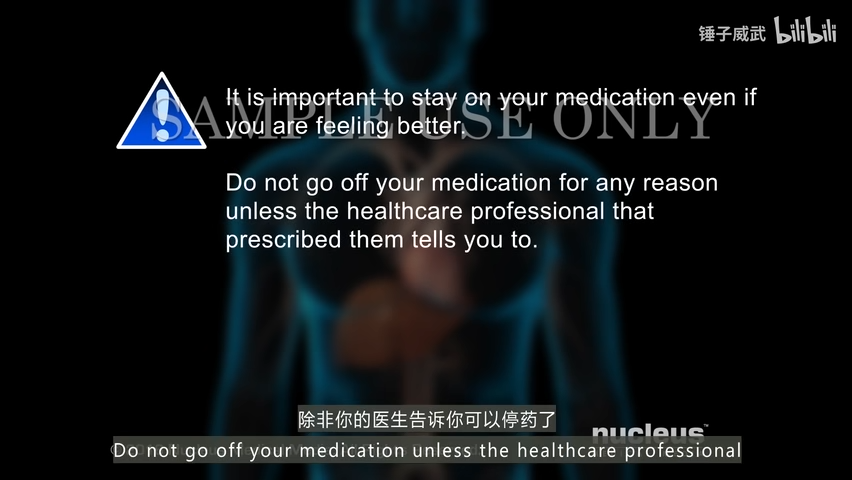 锤子威武 bilibili
SAMPLE USE ONLY
It is important to stay on your medication even if
you are feeling better.
Do not go off your medication for any reason
unless the healthcare professional that
prescribed them tells you to.
除非你的医生告诉你可以停药了
nucleus™
Do not go off your medication unless the healthcare professional